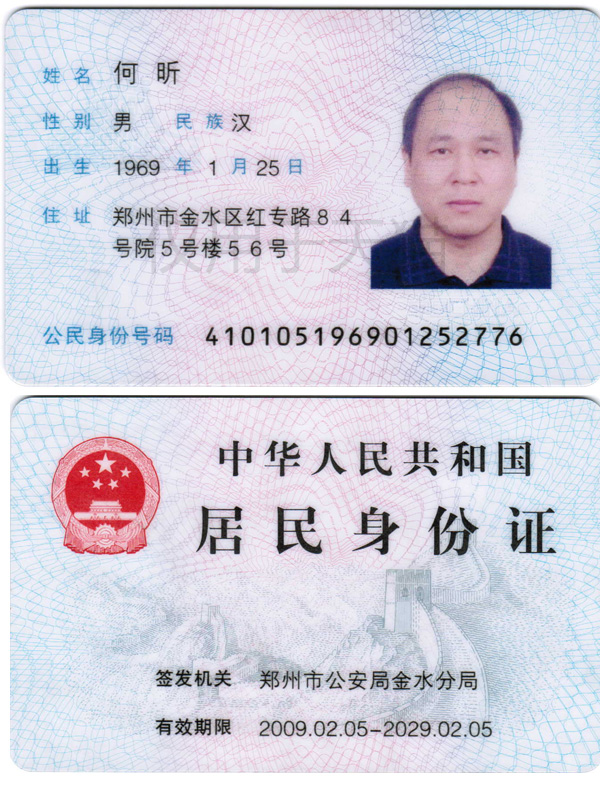 姓名 何昕
性别 男 民族 汉
出生 1969 年 1 月 25 日
住址 郑州市金水区红专路84
号院5号楼56号
仅用于天
公民身份号码 410105196901252776
中华人民共和国
居民身份证
签发机关 郑州市公安局金水分局
有效期限 2009.02.05-2029.02.05